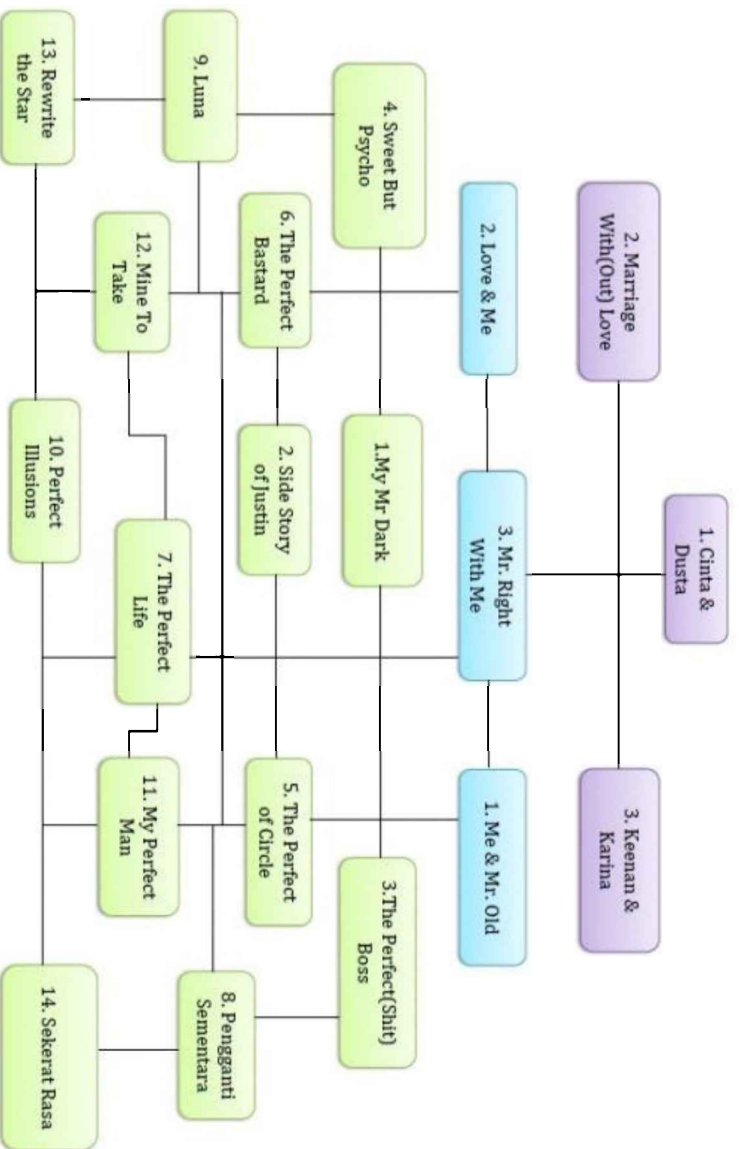 1. Cinta &
Dusta
2. Marriage
With(Out) Love
3. Keenan &
Karina
2. Love & Me
3. Mr. Right
With Me
1. Me & Mr. Old
4. Sweet But
Psycho
1.My Mr Dark
3.The Perfect(Shit)
Boss
6. The Perfect
Bastard
2. Side Story
of Justin
5. The Perfect
of Circle
9. Luna
8. Pengganti
Sementara
12. Mine To
Take
7. The Perfect
Life
11. My Perfect
Man
13. Rewrite
the Star
10. Perfect
Illusions
14. Sekerat Rasa